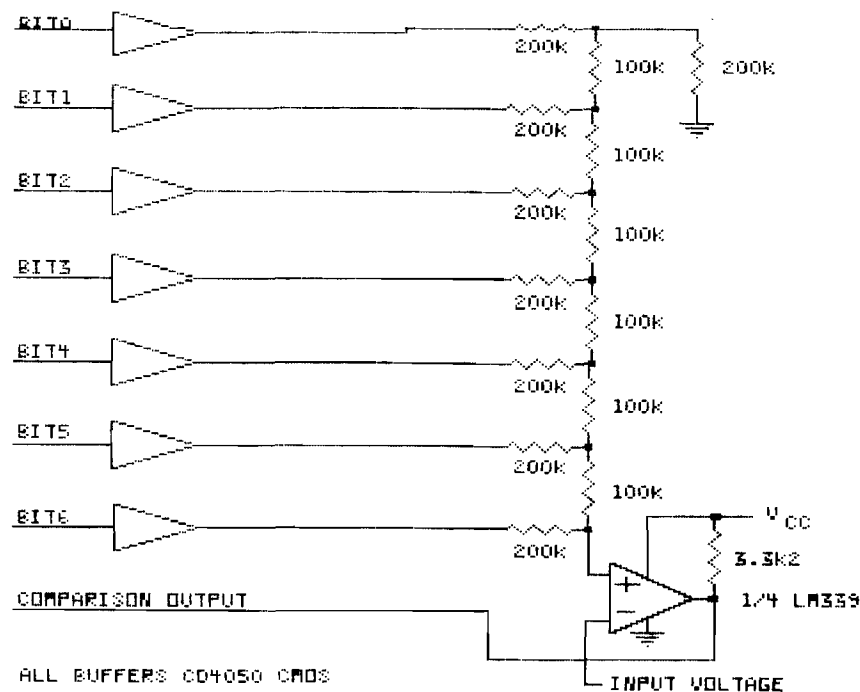 BIT0
200k
100k
200k
BIT1
200k
100k
BIT2
200k
100k
BIT3
200k
100k
BIT4
200k
100k
BIT5
200k
100k
BIT6
200k
VCC
3.3k2
+
1/4 LM339
COMPARISON OUTPUT
−
ALL BUFFERS CD4050 CMOS
INPUT VOLTAGE